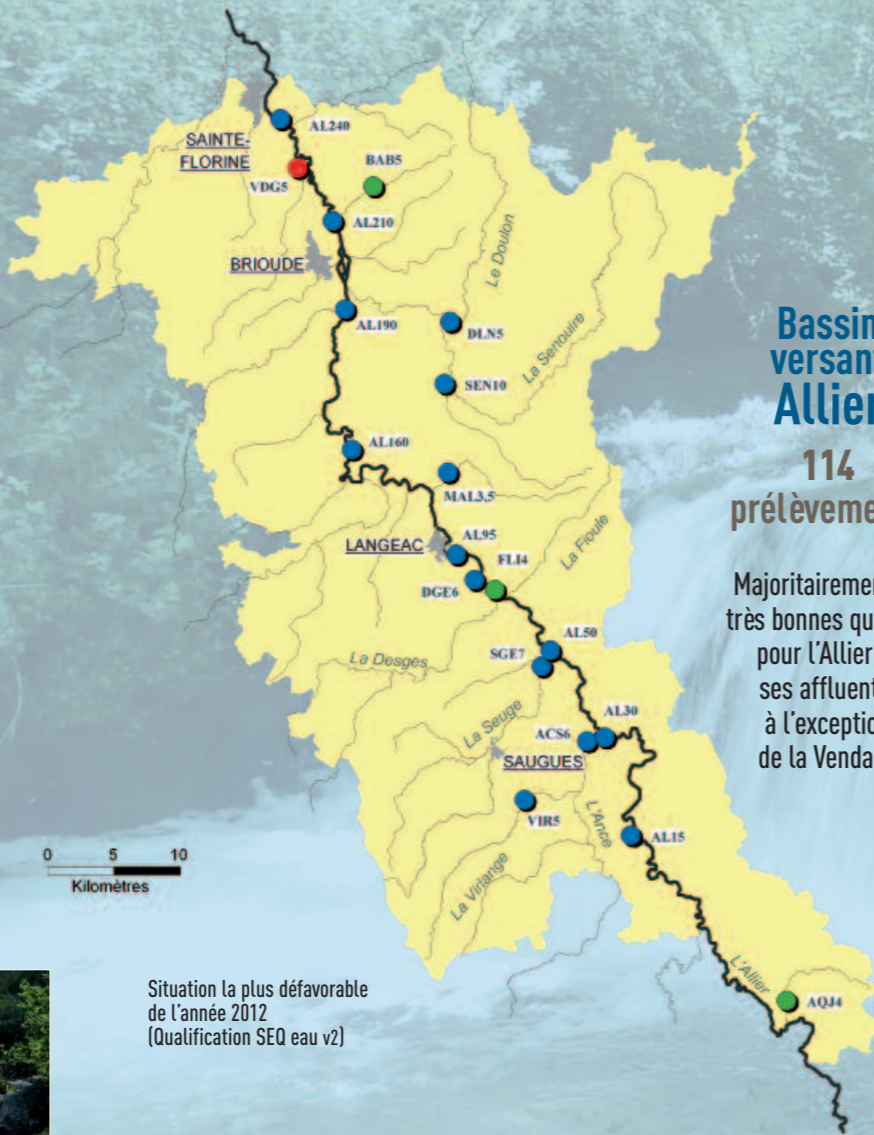 AL240
SAINTE-
FLORINE
BAB5
VDG5
AL210
Le Doulon
BRIOUDE
AL190
DLN5
La Senouire
SEN10
AL160
MAL3,5
AL95
LANGEAC
FLI4
La Fioule
DGE6
AL50
SGE7
La Desges
La Seuge
AL30
ACS6
SAUGUES
VIR5
L'Ance
AL15
La Virlange
L'Allier
AQJ4
0 5 10
Kilomètres
Situation la plus défavorable
de l'année 2012
(Qualification SEQ eau v2)
Bassin
versant
Allier
114
prélèveme
Majoritairemen
très bonnes qu
pour l'Allier
ses affluent
à l'exceptio
de la Venda